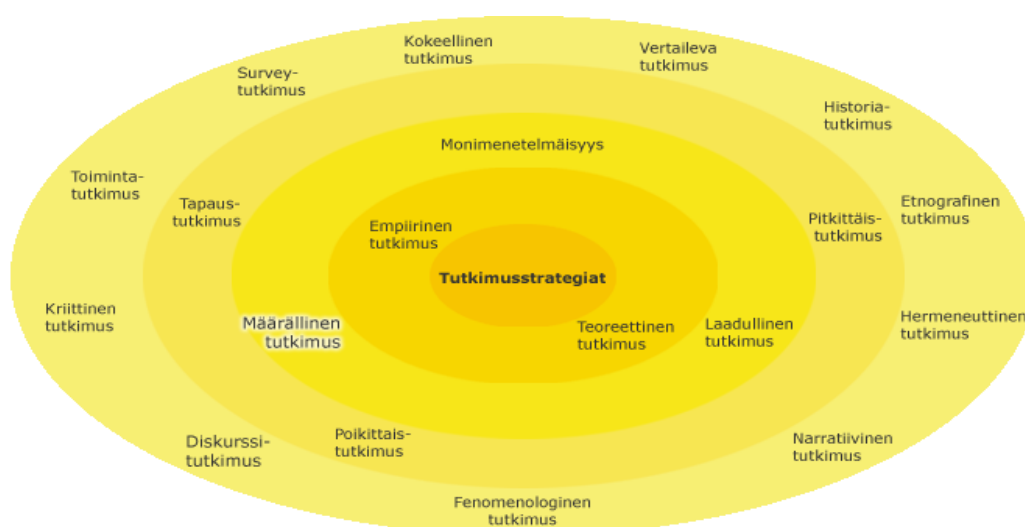 Kokeellinen
tutkimus
Vertaileva
tutkimus
Survey-
tutkimus
Historia-
tutkimus
Monimenetelmäisyys
Toiminta-
tutkimus
Tapaus-
tutkimus
Etnografinen
tutkimus
Pitkittäis-
tutkimus
Empiirinen
tutkimus
Tutkimusstrategiat
Kriittinen
tutkimus
Määrällinen
tutkimus
Teoreettinen
tutkimus
Laadullinen
tutkimus
Hermeneuttinen
tutkimus
Diskurssi-
tutkimus
Poikittais-
tutkimus
Narratiivinen
tutkimus
Fenomenologinen
tutkimus